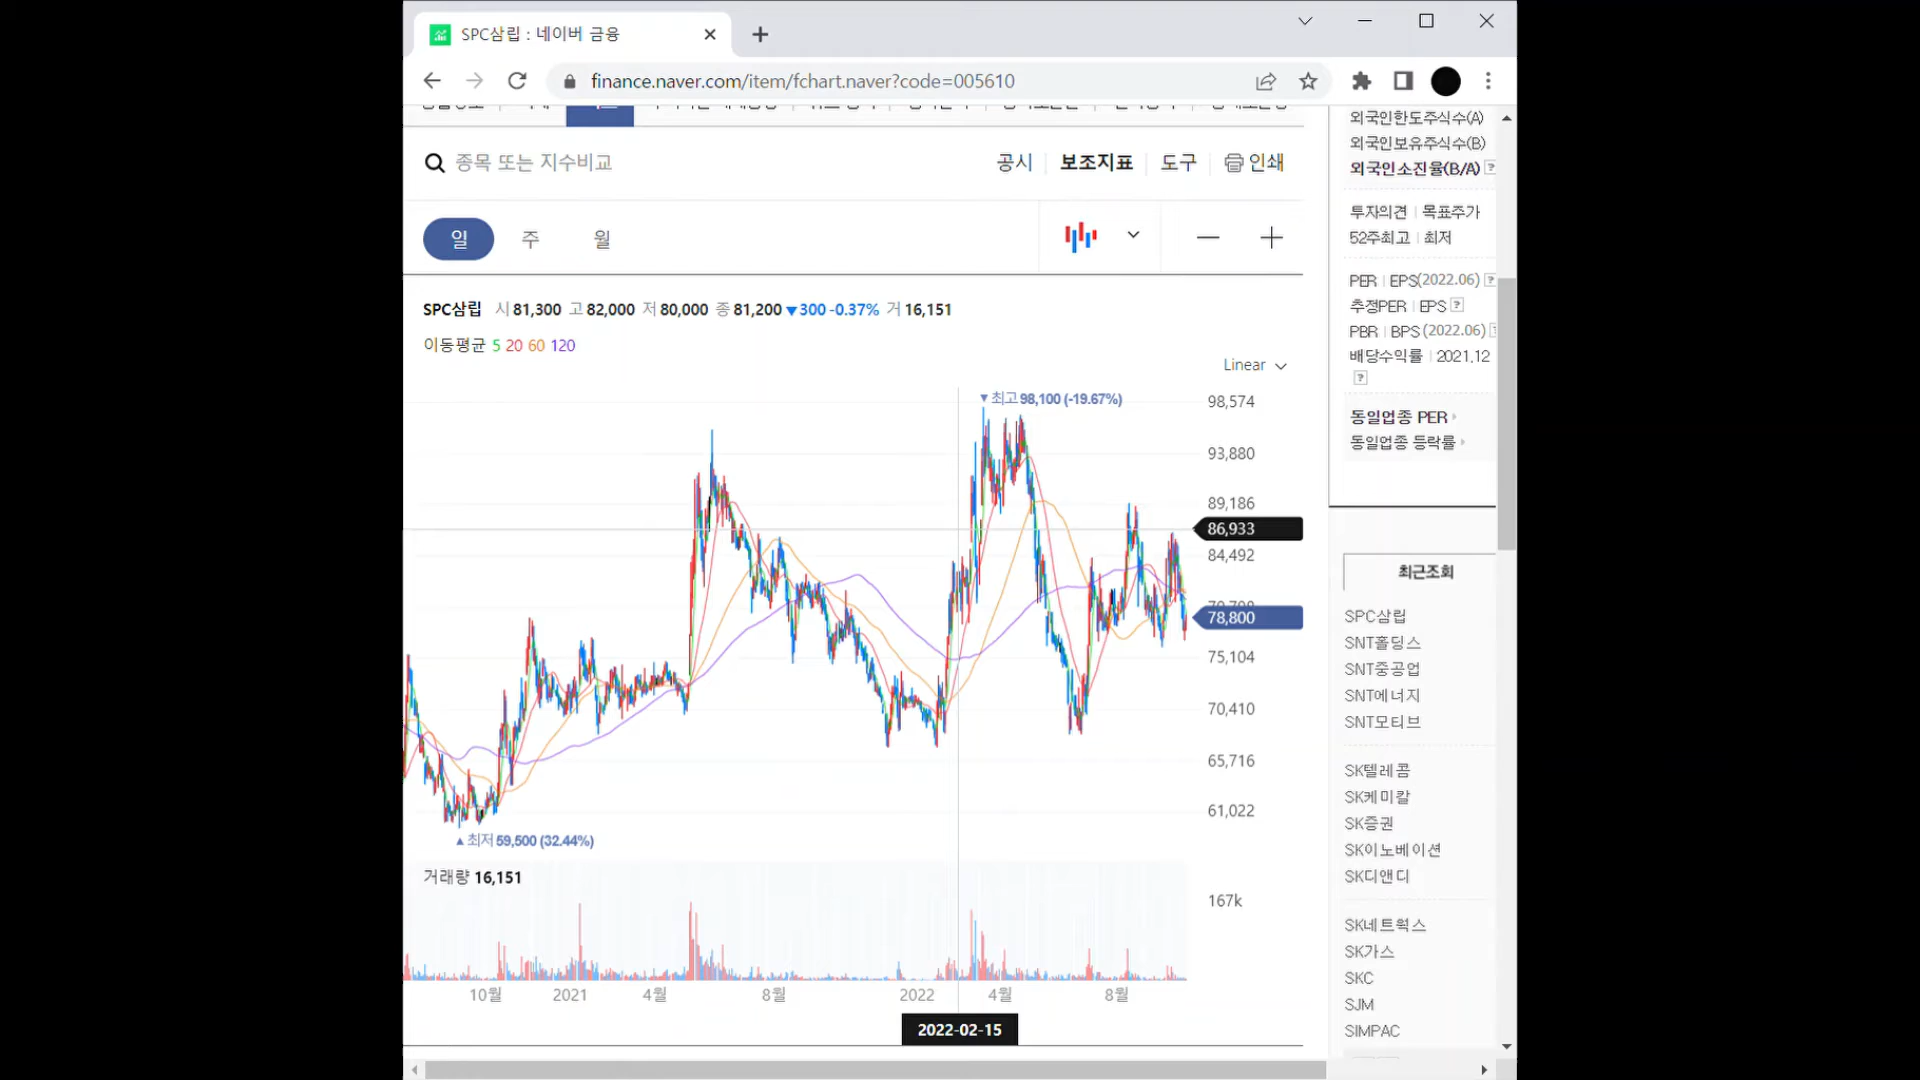 SPC삼립 : 네이버 금융
finance.naver.com/item/fchart.naver?code=005610
종목 또는 지수비교
공시 보조지표 도구 인쇄
일 주 월
SPC삼립 시 81,300 고 82,000 저 80,000 종 81,200 ▼300 -0.37% 거 16,151
이동평균 5 20 60 120
Linear
▼최고 98,100 (-19.67%)
98,574
93,880
89,186
86,933
84,492
78,800
75,104
70,410
65,716
61,022
▲최저 59,500 (32.44%)
거래량 16,151
167k
10월 2021 4월 8월 2022 4월 8월
2022-02-15
외국인한도주식수(A)
외국인보유주식수(B)
외국인소진율(B/A) ?
투자의견 | 목표주가
52주최고 | 최저
PER | EPS(2022.06) ?
추정PER | EPS ?
PBR | BPS (2022.06) ?
배당수익률 | 2021.12
?
동일업종 PER
동일업종 등락률
최근조회
SPC삼립
SNT홀딩스
SNT중공업
SNT에너지
SNT모티브
SK텔레콤
SK케미칼
SK증권
SK이노베이션
SK디앤디
SK네트웍스
SK가스
SKC
SJM
SIMPAC